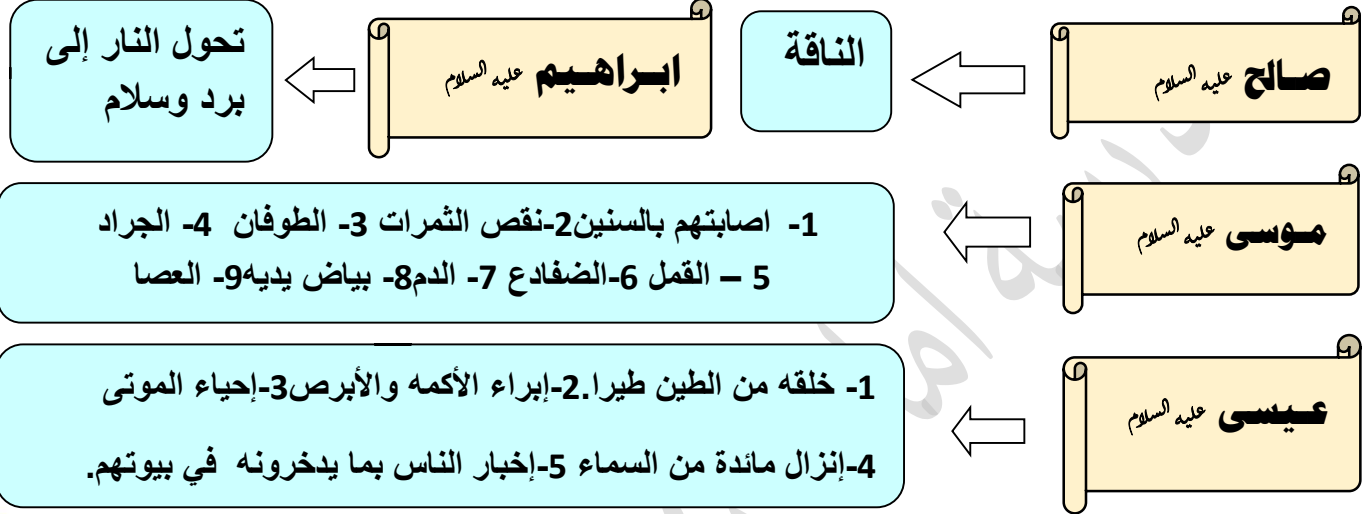 صالح عليه السلام
الناقة
ابراهيم عليه السلام
تحول النار إلى
برد وسلام
موسى عليه السلام
1- اصابتهم بالسنين2-نقص الثمرات 3- الطوفان 4- الجراد
5 – القمل 6-الضفادع 7- الدم8- بياض يديه9- العصا
عيسى عليه السلام
1- خلقه من الطين طيرا.2-إبراء الأكمه والأبرص3-إحياء الموتى
4-إنزال مائدة من السماء 5-إخبار الناس بما يدخرونه في بيوتهم.